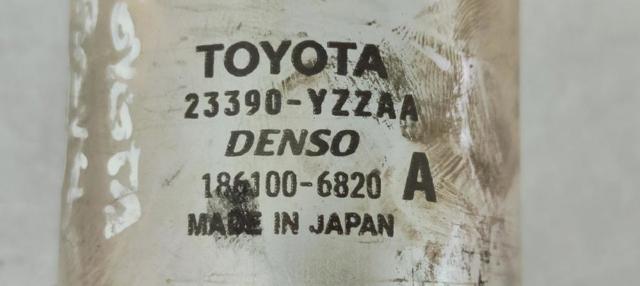 TOYOTA
23390-YZZAA
DENSO
186100-6820 A
MADE IN JAPAN